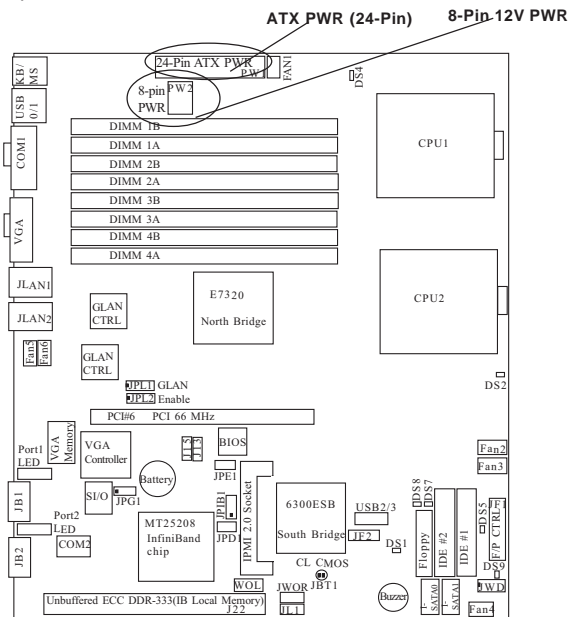 ATX PWR (24-Pin)
8-Pin 12V PWR
24-Pin ATX PWR
PW1
FAN1
DS4
KB/
MS
USB
0/1
8-pin
PWR
PW2
COM1
DIMM 1B
DIMM 1A
DIMM 2B
DIMM 2A
DIMM 3B
DIMM 3A
DIMM 4B
DIMM 4A
CPU1
VGA
JLAN1
JLAN2
GLAN
CTRL
E7320
North Bridge
CPU2
Fan5
Fan6
GLAN
CTRL
JPL1 GLAN
JPL2 Enable
DS2
PCI#6 PCI 66 MHz
Port1
LED
VGA
Memory
VGA
Controller
J15
J13
BIOS
Fan2
Fan3
Battery
JPE1
JB1
SI/O
JPG1
JPIB1
IPMI 2.0 Socket
6300ESB
South Bridge
USB2/3
DS8
DS7
JF1
F/P CTRL
DS5
Port2
LED
COM2
MT25208
InfiniBand
chip
JPD1
JF2
DS1
Floppy
IDE #2
IDE #1
JB2
CL CMOS
JBT1
DS9
WOL
JWOR
JWD
Unbuffered ECC DDR-333(IB Local Memory)
J22
JL1
Buzzer
I-
SATA0
I-
SATA1
Fan4